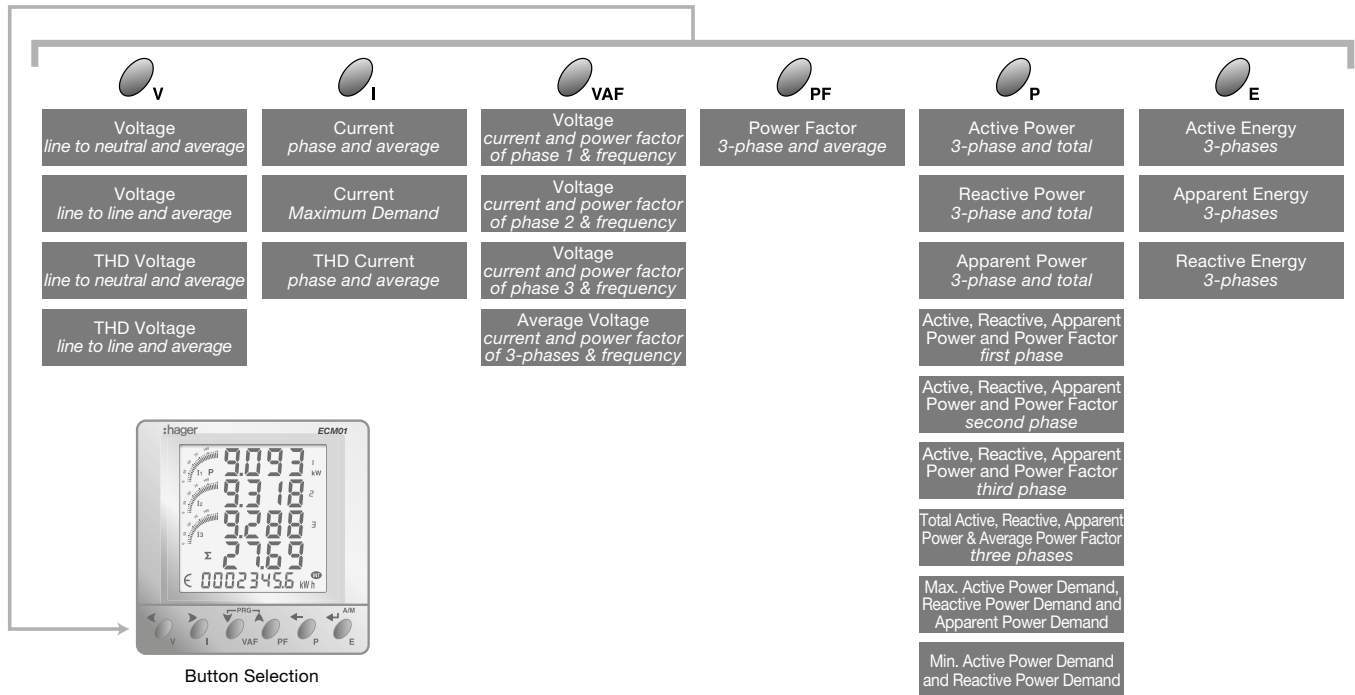 V
Voltage
line to neutral and average
Voltage
line to line and average
THD Voltage
line to neutral and average
THD Voltage
line to line and average
I
Current
phase and average
Current
Maximum Demand
THD Current
phase and average
VAF
Voltage
current and power factor
of phase 1 & frequency
Voltage
current and power factor
of phase 2 & frequency
Voltage
current and power factor
of phase 3 & frequency
Average Voltage
current and power factor
of 3-phases & frequency
PF
Power Factor
3-phase and average
P
Active Power
3-phase and total
Reactive Power
3-phase and total
Apparent Power
3-phase and total
Active, Reactive, Apparent
Power and Power Factor
first phase
Active, Reactive, Apparent
Power and Power Factor
second phase
Active, Reactive, Apparent
Power and Power Factor
third phase
Total Active, Reactive, Apparent
Power & Average Power Factor
three phases
Max. Active Power Demand,
Reactive Power Demand and
Apparent Power Demand
Min. Active Power Demand
and Reactive Power Demand
E
Active Energy
3-phases
Apparent Energy
3-phases
Reactive Energy
3-phases
:hager ECM01
I1 P 9.093 1 kW
I2 9.318 2
I3 9.288 3
Σ 27.69
€ 0002345.6 kWh INT
PRG A/M
V I VAF PF P E
Button Selection